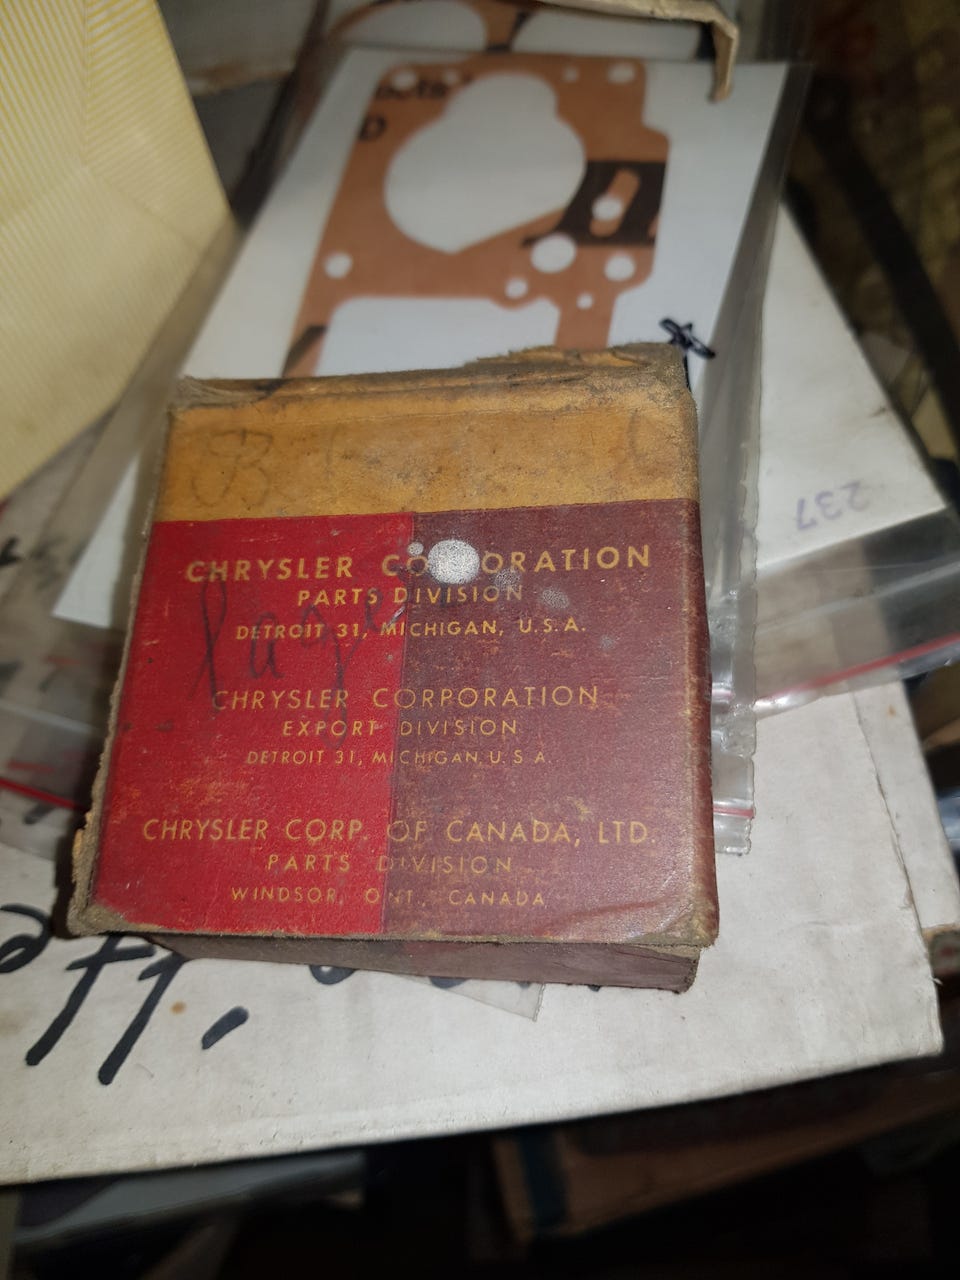 CHRYSLER CORPORATION
PARTS DIVISION
DETROIT 31, MICHIGAN, U.S.A.
CHRYSLER CORPORATION
EXPORT DIVISION
DETROIT 31, MICHIGAN U.S.A.
CHRYSLER CORP. OF CANADA, LTD.
PARTS DIVISION
WINDSOR, ONT., CANADA
237